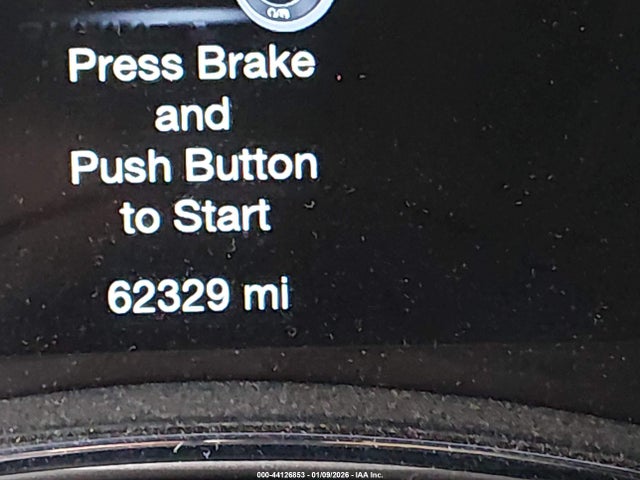 Press Brake
and
Push Button
to Start
62329 mi
000-44126853 - 01/09/2026 - IAA Inc.